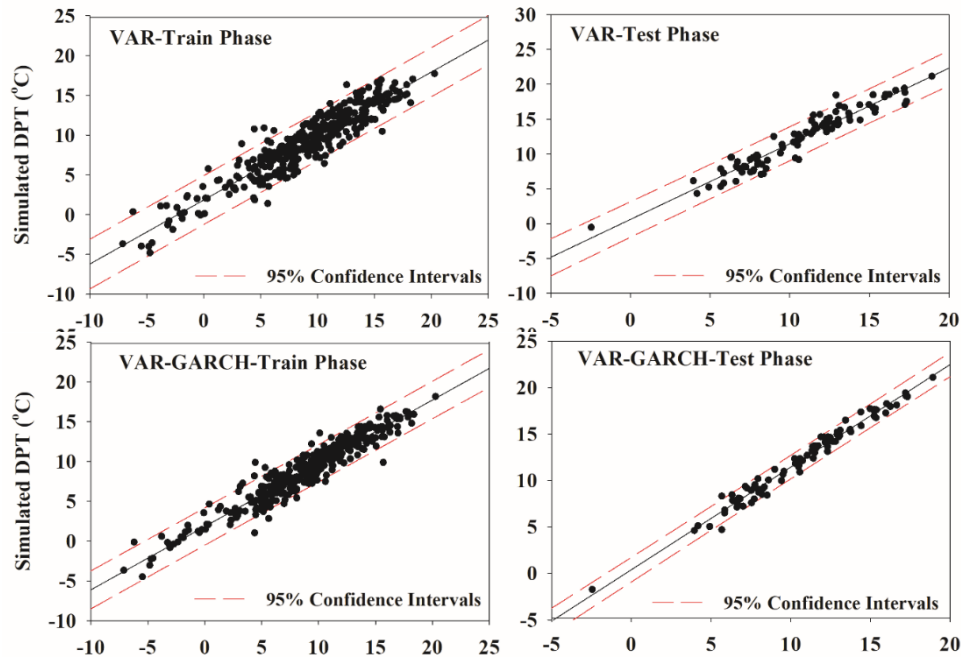 25
20
15
10
5
0
-5
-10
Simulated DPT (°C)
VAR-Train Phase
95% Confidence Intervals
-10 -5 0 5 10 15 20 25
30
25
20
15
10
5
0
-5
-10
VAR-Test Phase
95% Confidence Intervals
-5 0 5 10 15 20
25
20
15
10
5
0
-5
-10
Simulated DPT (°C)
VAR-GARCH-Train Phase
95% Confidence Intervals
-10 -5 0 5 10 15 20 25
25
20
15
10
5
0
-5
VAR-GARCH-Test Phase
95% Confidence Intervals
-5 0 5 10 15 20